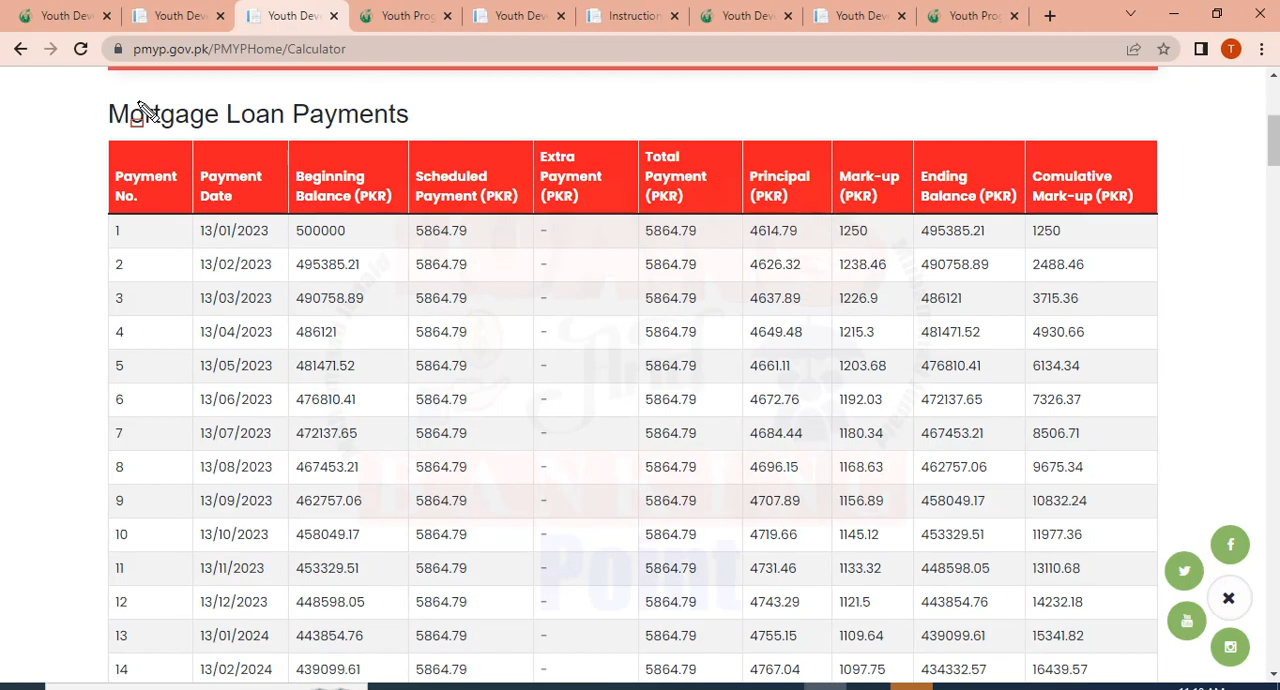 Youth Dev
Youth Dev
Youth Dev
Youth Prog
Youth Dev
Instruction
Youth Dev
Youth Dev
Youth Prog
T
pmyp.gov.pk/PMYPHome/Calculator
Mortgage Loan Payments
Payment No. Payment Date Beginning Balance (PKR) Scheduled Payment (PKR) Extra Payment (PKR) Total Payment (PKR) Principal (PKR) Mark-up (PKR) Ending Balance (PKR) Comulative Mark-up (PKR)
1 13/01/2023 500000 5864.79 - 5864.79 4614.79 1250 495385.21 1250
2 13/02/2023 495385.21 5864.79 - 5864.79 4626.32 1238.46 490758.89 2488.46
3 13/03/2023 490758.89 5864.79 - 5864.79 4637.89 1226.9 486121 3715.36
4 13/04/2023 486121 5864.79 - 5864.79 4649.48 1215.3 481471.52 4930.66
5 13/05/2023 481471.52 5864.79 - 5864.79 4661.11 1203.68 476810.41 6134.34
6 13/06/2023 476810.41 5864.79 - 5864.79 4672.76 1192.03 472137.65 7326.37
7 13/07/2023 472137.65 5864.79 - 5864.79 4684.44 1180.34 467453.21 8506.71
8 13/08/2023 467453.21 5864.79 - 5864.79 4696.15 1168.63 462757.06 9675.34
9 13/09/2023 462757.06 5864.79 - 5864.79 4707.89 1156.89 458049.17 10832.24
10 13/10/2023 458049.17 5864.79 - 5864.79 4719.66 1145.12 453329.51 11977.36
11 13/11/2023 453329.51 5864.79 - 5864.79 4731.46 1133.32 448598.05 13110.68
12 13/12/2023 448598.05 5864.79 - 5864.79 4743.29 1121.5 443854.76 14232.18
13 13/01/2024 443854.76 5864.79 - 5864.79 4755.15 1109.64 439099.61 15341.82
14 13/02/2024 439099.61 5864.79 - 5864.79 4767.04 1097.75 434332.57 16439.57
BANKING
Point